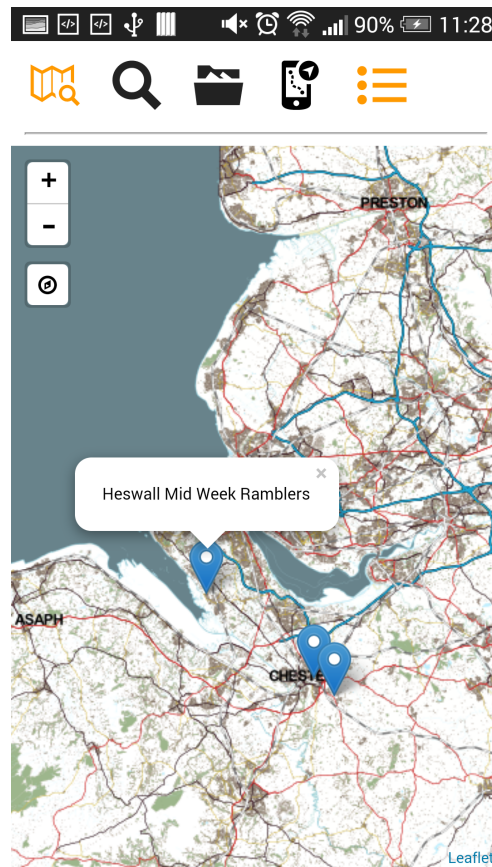 90% 11:28
+
PRESTON
-
×
Heswall Mid Week Ramblers
ASAPH
CHESTE
Leaflet